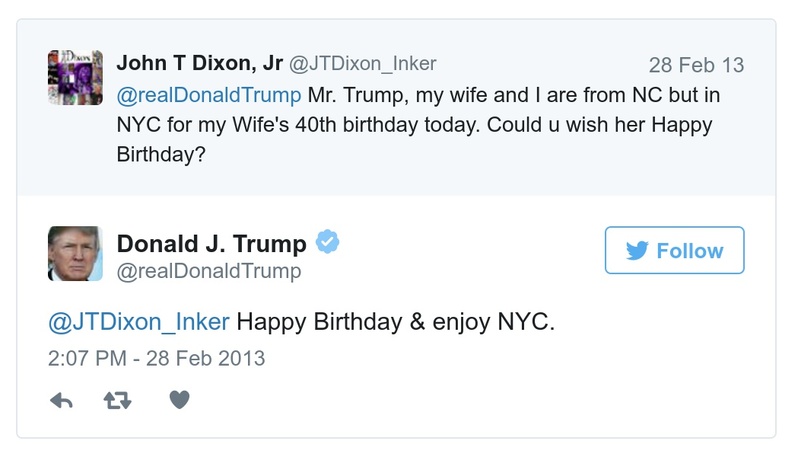 John T Dixon, Jr @JTDixon_Inker 28 Feb 13
@realDonaldTrump Mr. Trump, my wife and I are from NC but in
NYC for my Wife's 40th birthday today. Could u wish her Happy
Birthday?
Donald J. Trump
@realDonaldTrump
Follow
@JTDixon_Inker Happy Birthday & enjoy NYC.
2:07 PM - 28 Feb 2013